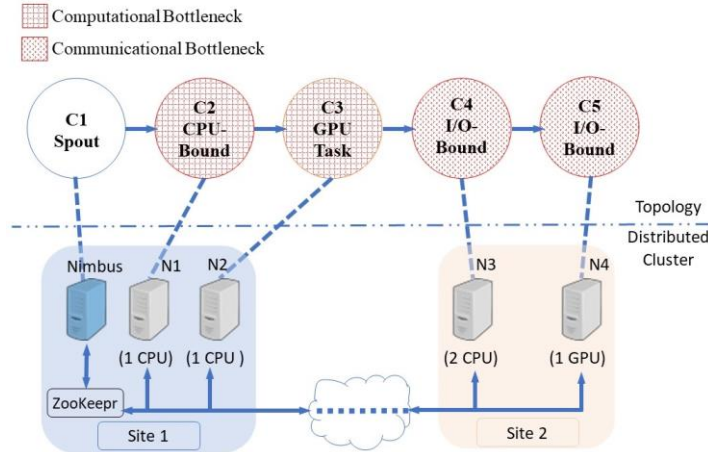 Computational Bottleneck
Communicational Bottleneck
C1
Spout
C2
CPU-
Bound
C3
GPU
Task
C4
I/O-
Bound
C5
I/O-
Bound
Topology
Distributed
Cluster
Nimbus
N1
N2
N3
N4
(1 CPU)
(1 CPU )
(2 CPU)
(1 GPU)
ZooKeepr
Site 1
Site 2